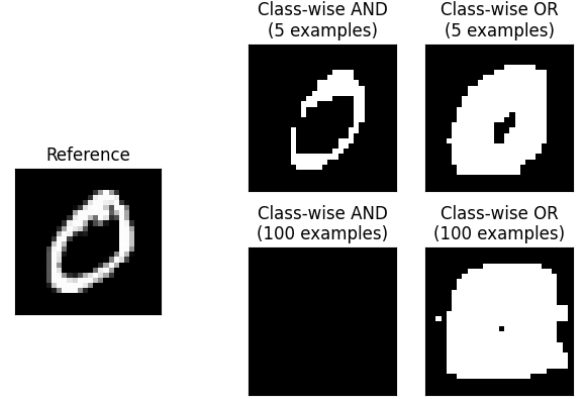 Class-wise AND
(5 examples)
Class-wise OR
(5 examples)
Reference
Class-wise AND
(100 examples)
Class-wise OR
(100 examples)